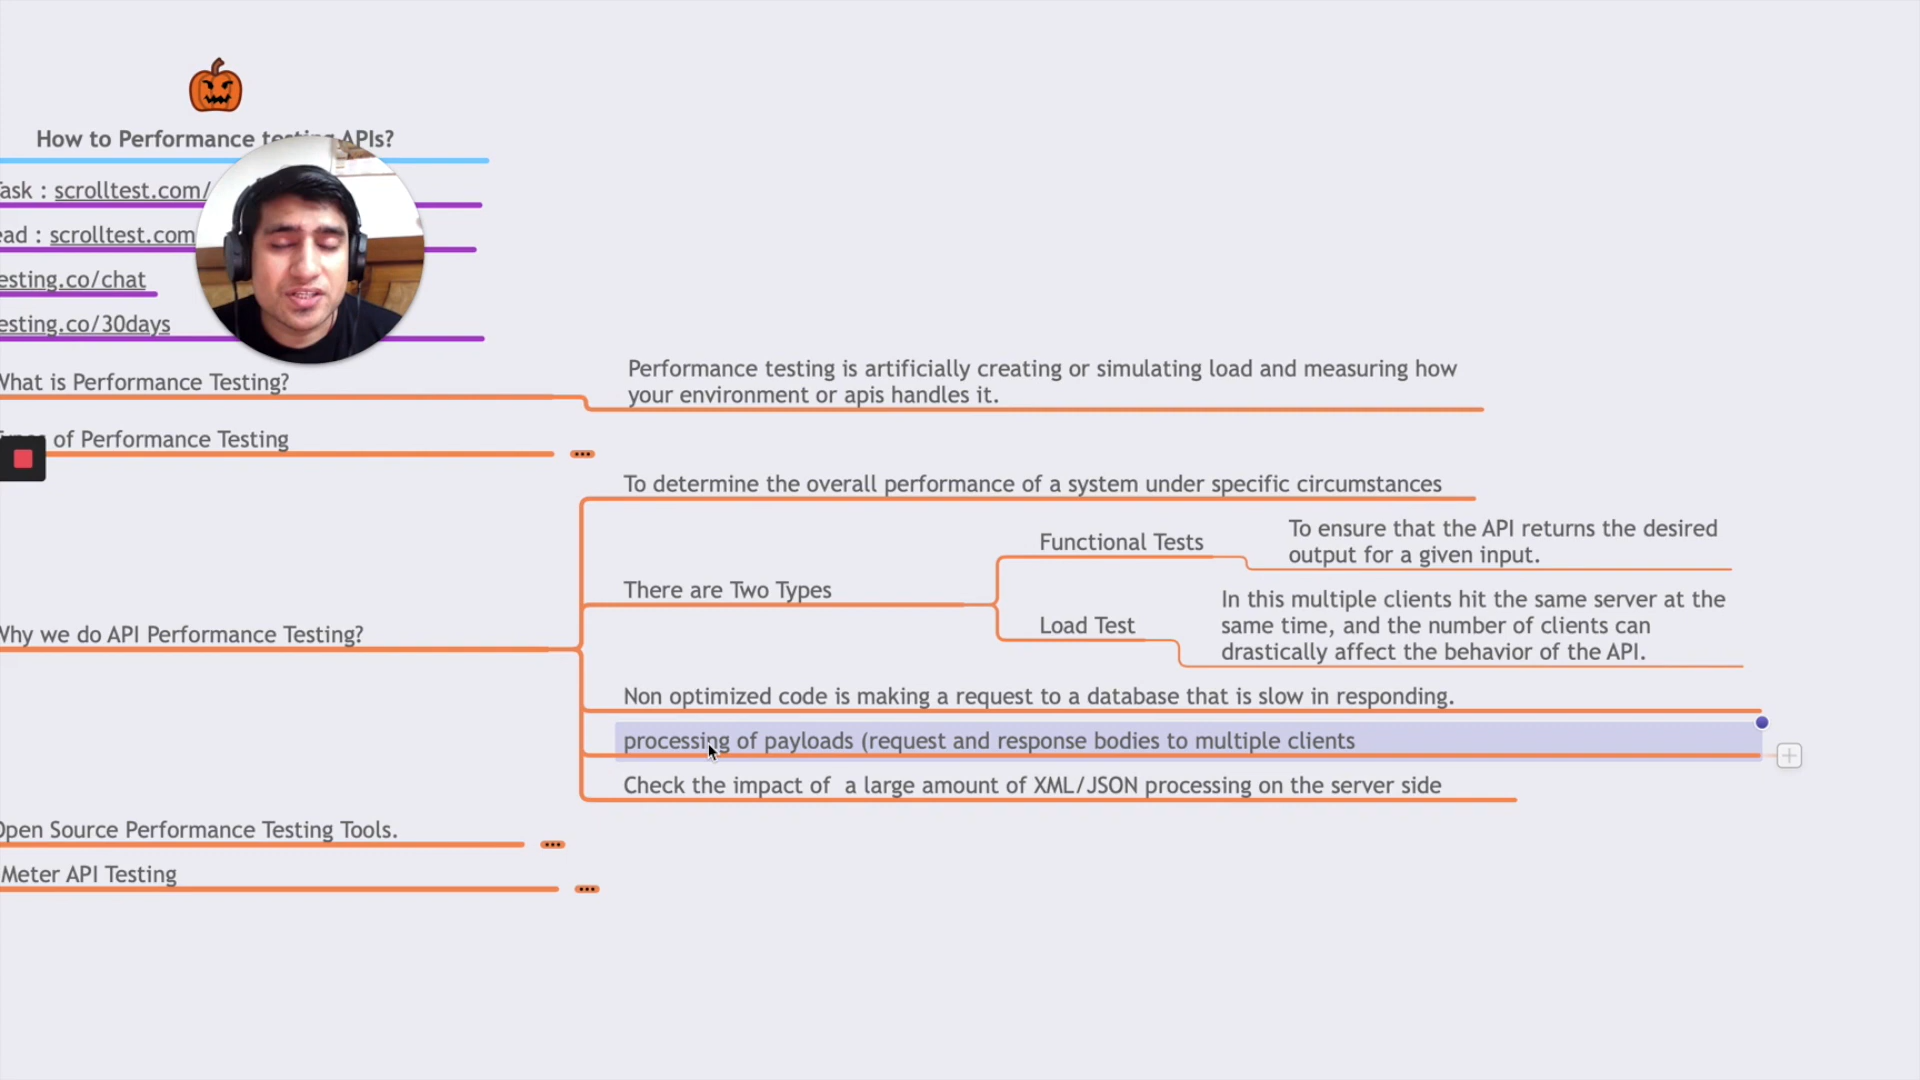 How to Performance testing APIs?
Task : scrolltest.com/
ead : scrolltest.com
esting.co/chat
esting.co/30days
What is Performance Testing?
Performance testing is artificially creating or simulating load and measuring how
your environment or apis handles it.
Types of Performance Testing
To determine the overall performance of a system under specific circumstances
Functional Tests
To ensure that the API returns the desired
output for a given input.
There are Two Types
Load Test
In this multiple clients hit the same server at the
same time, and the number of clients can
drastically affect the behavior of the API.
Why we do API Performance Testing?
Non optimized code is making a request to a database that is slow in responding.
processing of payloads (request and response bodies to multiple clients
Check the impact of  a large amount of XML/JSON processing on the server side
Open Source Performance Testing Tools.
Meter API Testing